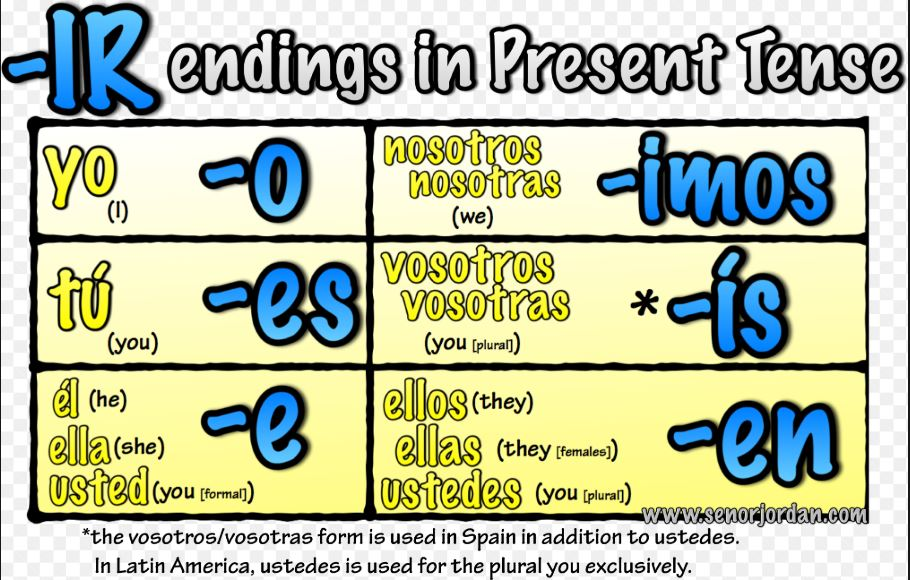 -IR endings in Present Tense
yo -o
(I)
nosotros
nosotras -imos
(we)
tú -es
(you)
vosotros
vosotras * -ís
(you [plural])
él (he) -e
ella (she)
usted (you [formal])
ellos (they) -en
ellas (they [females])
ustedes (you [plural])
www.senorjordan.com
*the vosotros/vosotras form is used in Spain in addition to ustedes.
In Latin America, ustedes is used for the plural you exclusively.